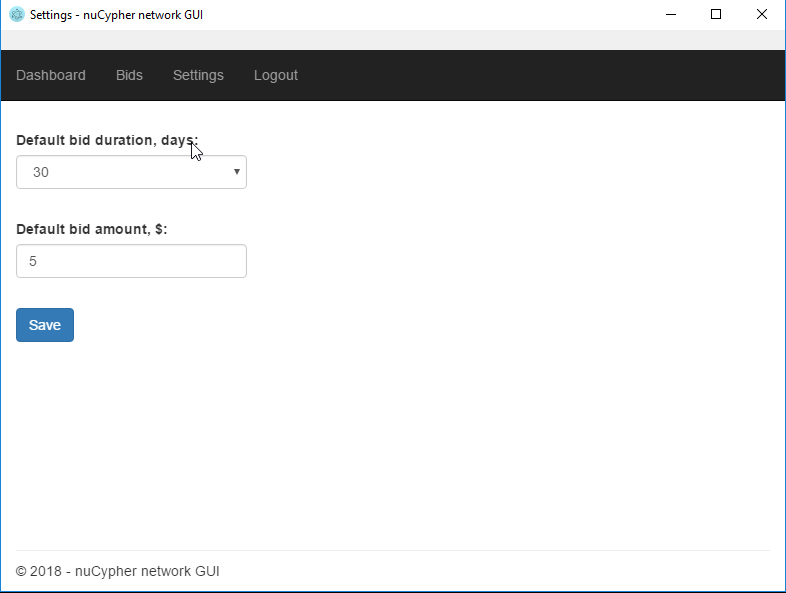 Settings - nuCypher network GUI
Dashboard Bids Settings Logout
Default bid duration, days:
30
Default bid amount, $:
5
Save
© 2018 - nuCypher network GUI